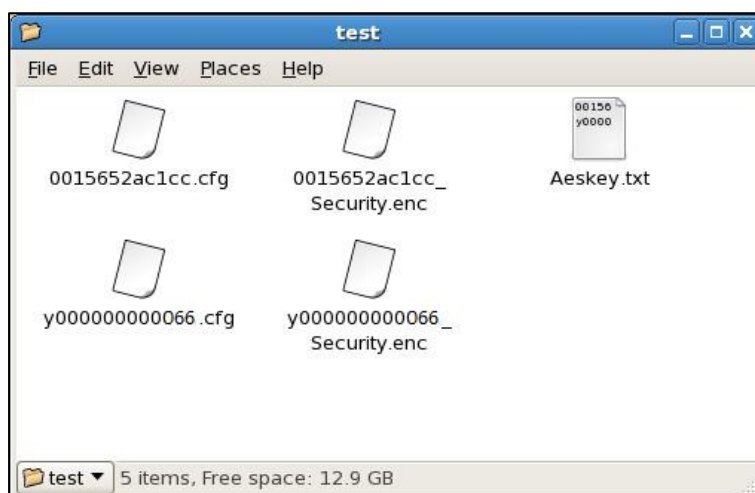 test
File Edit View Places Help
00156
y0000
0015652ac1cc.cfg
0015652ac1cc_
Security.enc
Aeskey.txt
y000000000066.cfg
y000000000066_
Security.enc
test 5 items, Free space: 12.9 GB